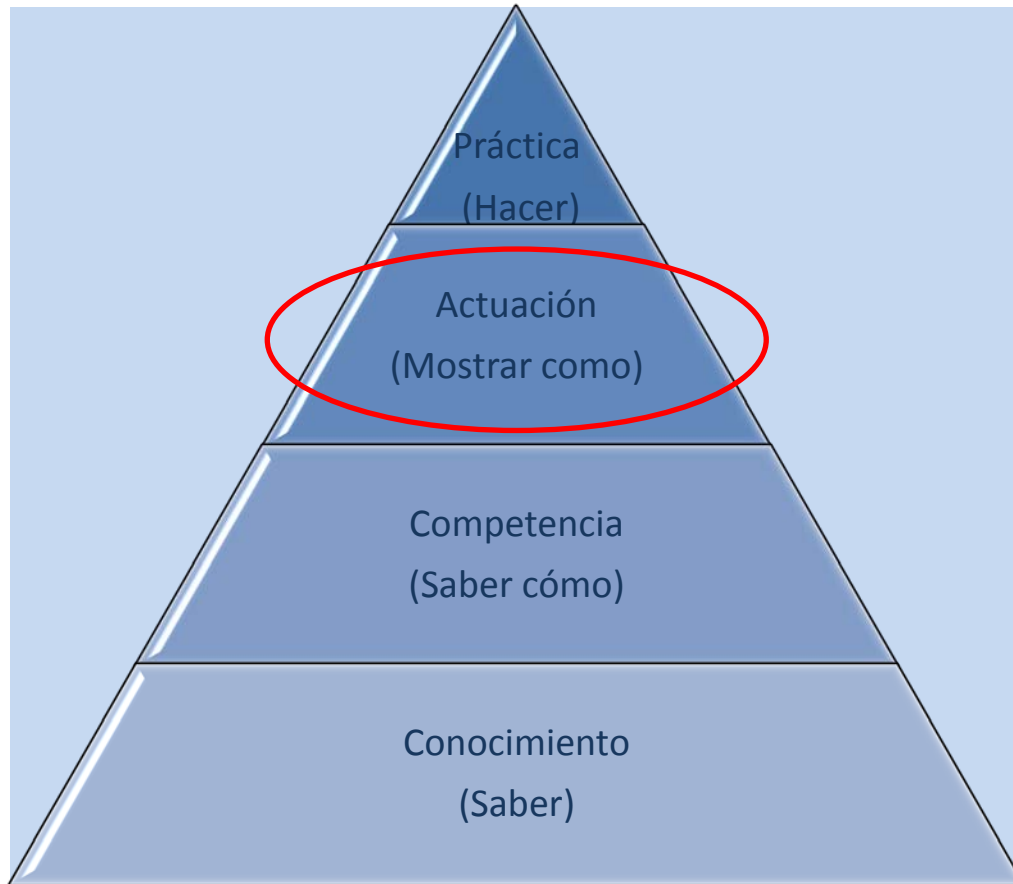 Práctica
(Hacer)
Actuación
(Mostrar como)
Competencia
(Saber cómo)
Conocimiento
(Saber)